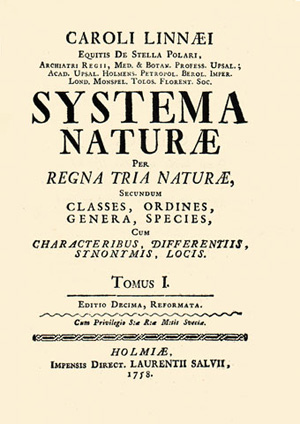 CAROLI LINNÆI
EQUITIS DE STELLA POLARI,
ARCHIATRI REGII, MED. & BOTAN. PROFESS. UPSAL.;
ACAD. UPSAL. HOLMENS. PETROPOL. BEROL. IMPER.
LOND. MONSPEL. TOLOS. FLORENT. SOC.
SYSTEMA
NATURÆ
PER
REGNA TRIA NATURÆ,
SECUNDUM
CLASSES, ORDINES,
GENERA, SPECIES,
CUM
CHARACTERIBUS, DIFFERENTIIS,
SYNONYMIS, LOCIS.
TOMUS I.
EDITIO DECIMA, REFORMATA.
Cum Privilegio S:æ R:æ M:tis Sveciæ.
HOLMIÆ,
IMPENSIS DIRECT. LAURENTII SALVII,
1758.